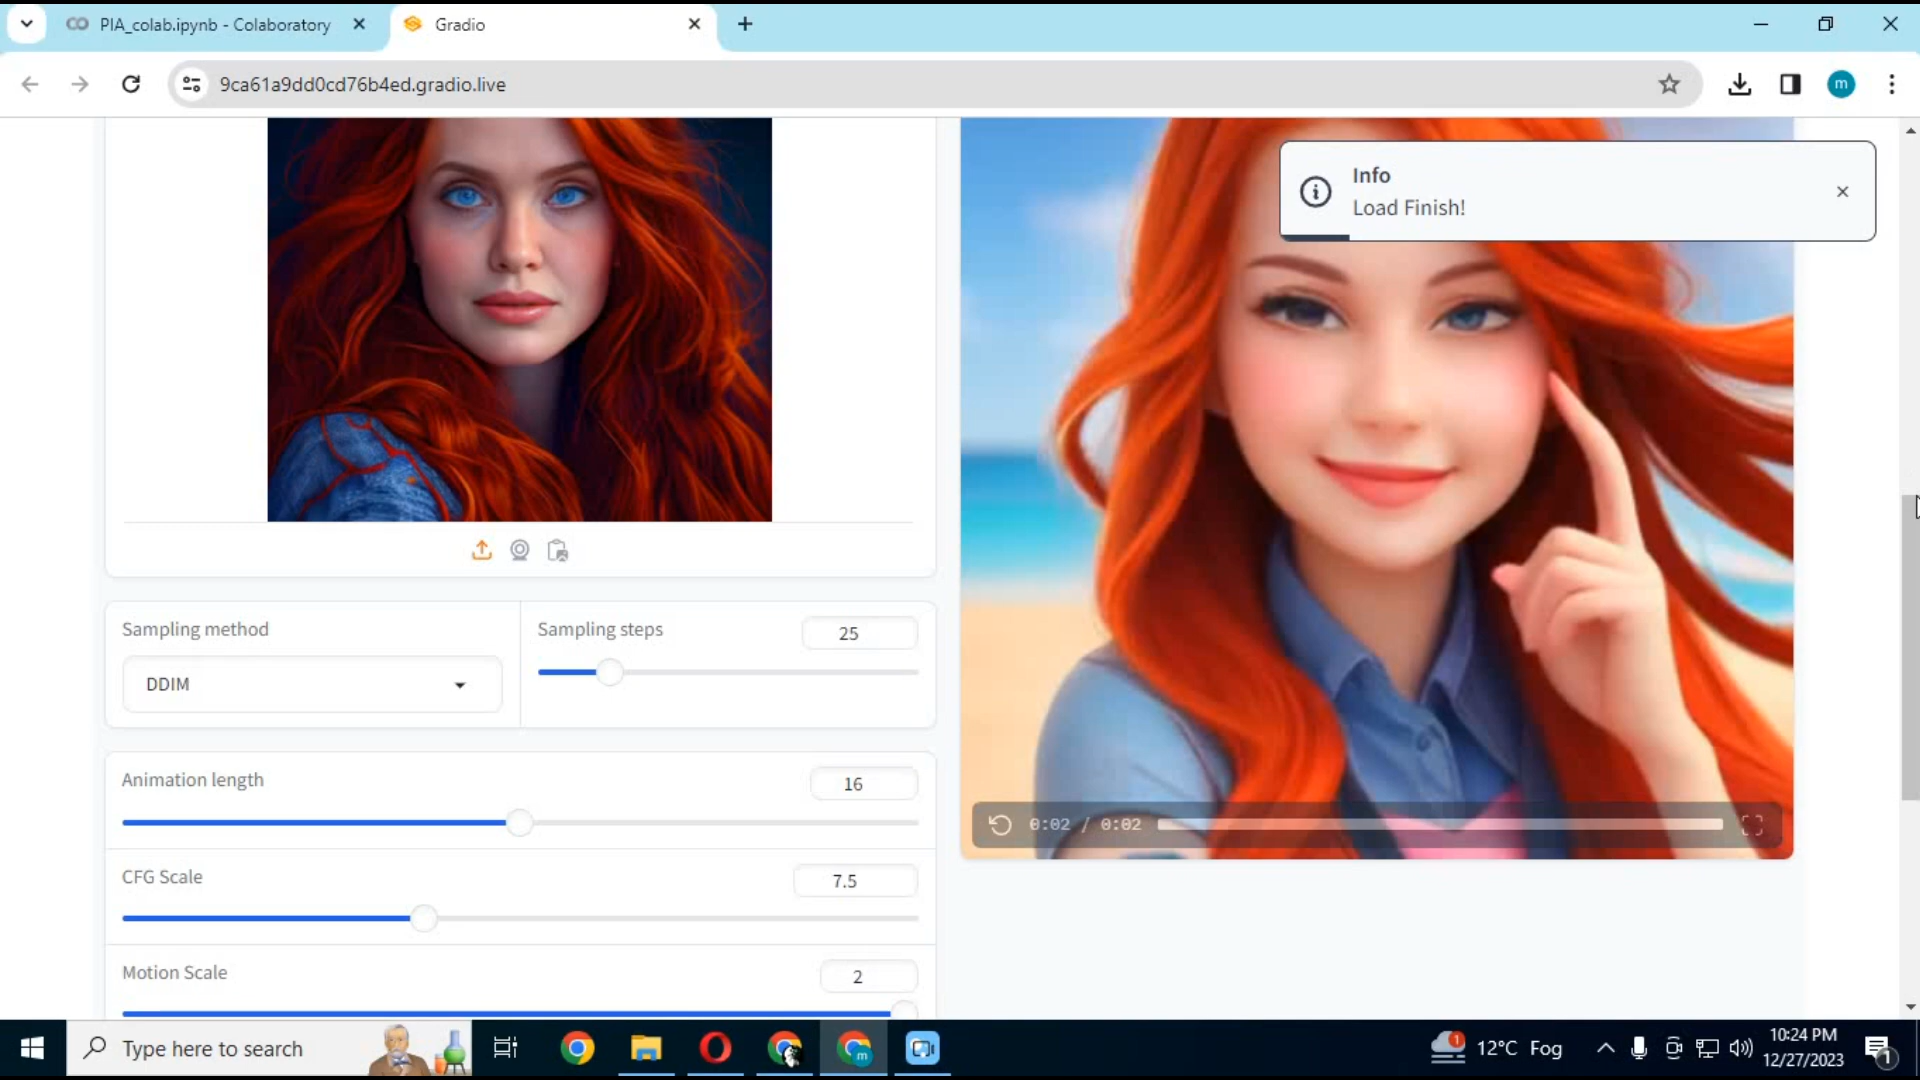 PIA_colab.ipynb - Colaboratory
Gradio
9ca61a9dd0cd76b4ed.gradio.live
m
Info
Load Finish!
Sampling method
DDIM
Sampling steps
25
Animation length
16
CFG Scale
7.5
Motion Scale
2
0:02 / 0:02
Type here to search
m
12°C Fog
10:24 PM
12/27/2023
1